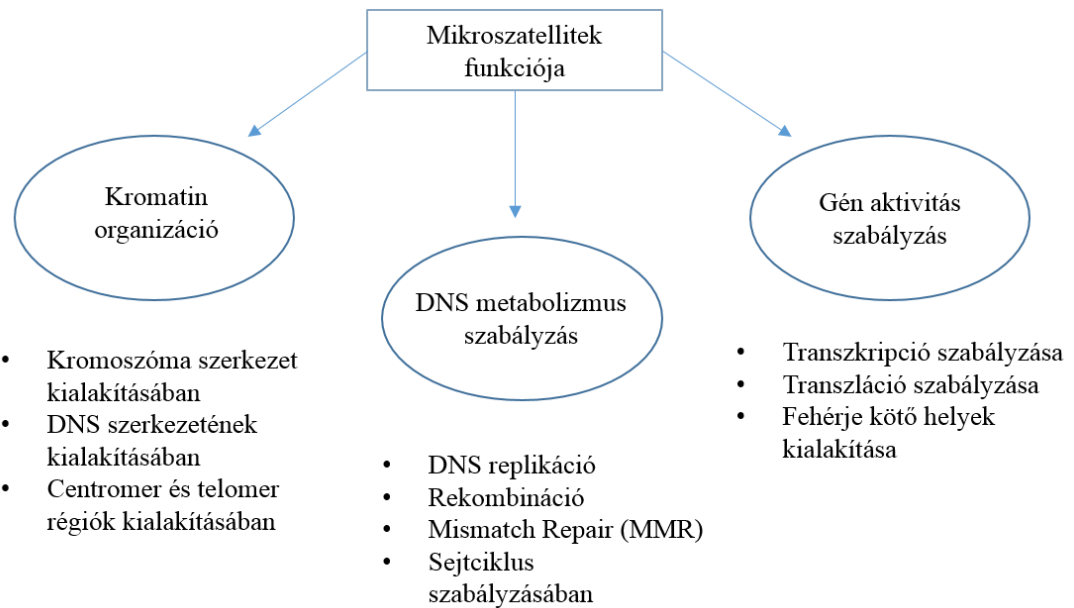 Mikroszatellitek
funkciója
Kromatin
organizáció
• Kromoszóma szerkezet
kialakításában
• DNS szerkezetének
kialakításában
• Centromer és telomer
régiók kialakításában
DNS metabolizmus
szabályzás
• DNS replikáció
• Rekombináció
• Mismatch Repair (MMR)
• Sejtciklus
szabályzásában
Gén aktivitás
szabályzás
• Transzkripció szabályzása
• Transzláció szabályzása
• Fehérje kötő helyek
kialakítása